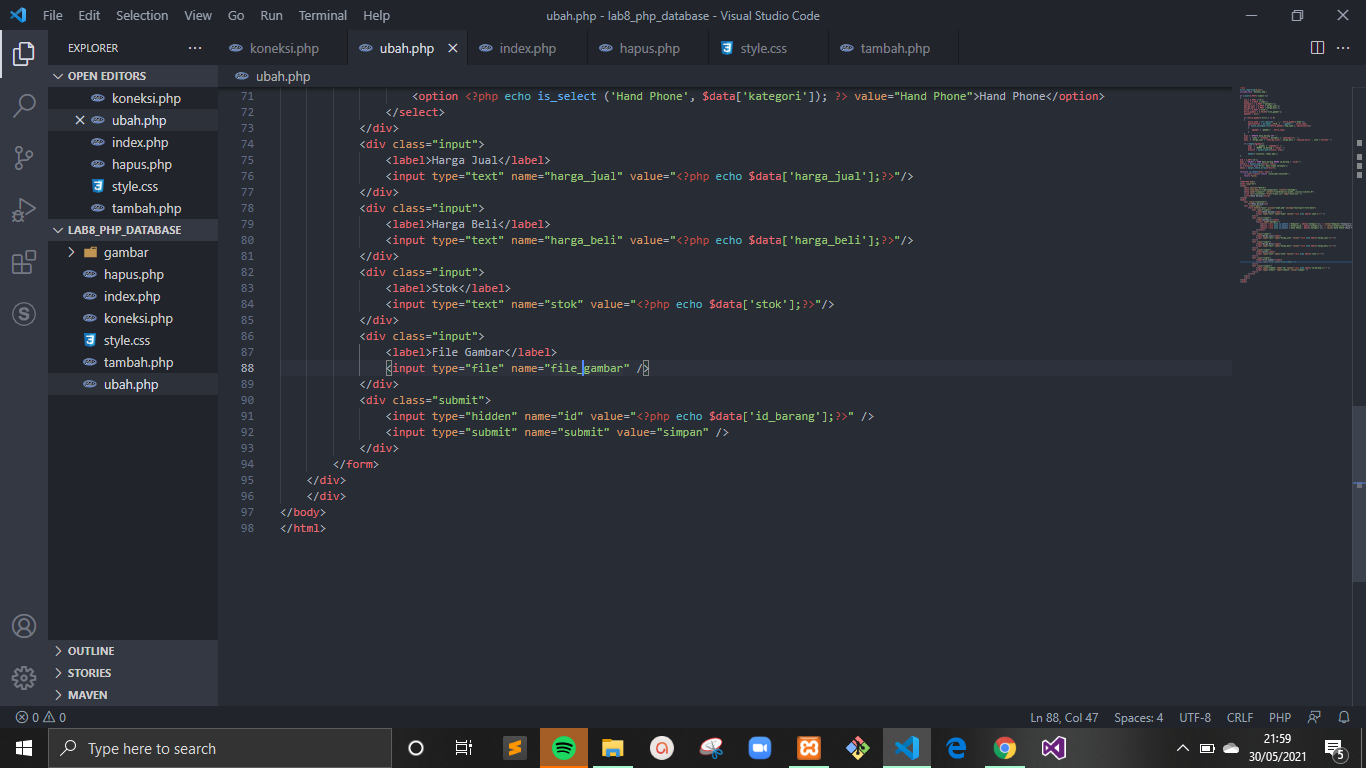 File Edit Selection View Go Run Terminal Help
ubah.php - lab8_php_database - Visual Studio Code
EXPLORER
OPEN EDITORS
koneksi.php
ubah.php
index.php
hapus.php
style.css
tambah.php
LAB8_PHP_DATABASE
gambar
hapus.php
index.php
koneksi.php
style.css
tambah.php
ubah.php
OUTLINE
STORIES
MAVEN
koneksi.php ubah.php index.php hapus.php style.css tambah.php
ubah.php
71 <option <?php echo is_select ('Hand Phone', $data['kategori']); ?> value="Hand Phone">Hand Phone</option>
72 </select>
73 </div>
74 <div class="input">
75 <label>Harga Jual</label>
76 <input type="text" name="harga_jual" value="<?php echo $data['harga_jual'];?>"/>
77 </div>
78 <div class="input">
79 <label>Harga Beli</label>
80 <input type="text" name="harga_beli" value="<?php echo $data['harga_beli'];?>"/>
81 </div>
82 <div class="input">
83 <label>Stok</label>
84 <input type="text" name="stok" value="<?php echo $data['stok'];?>"/>
85 </div>
86 <div class="input">
87 <label>File Gambar</label>
88 <input type="file" name="file_gambar" />
89 </div>
90 <div class="submit">
91 <input type="hidden" name="id" value="<?php echo $data['id_barang'];?>" />
92 <input type="submit" name="submit" value="simpan" />
93 </div>
94 </form>
95 </div>
96 </div>
97 </body>
98 </html>
0 0
Ln 88, Col 47 Spaces: 4 UTF-8 CRLF PHP
Type here to search
21:59
30/05/2021
5